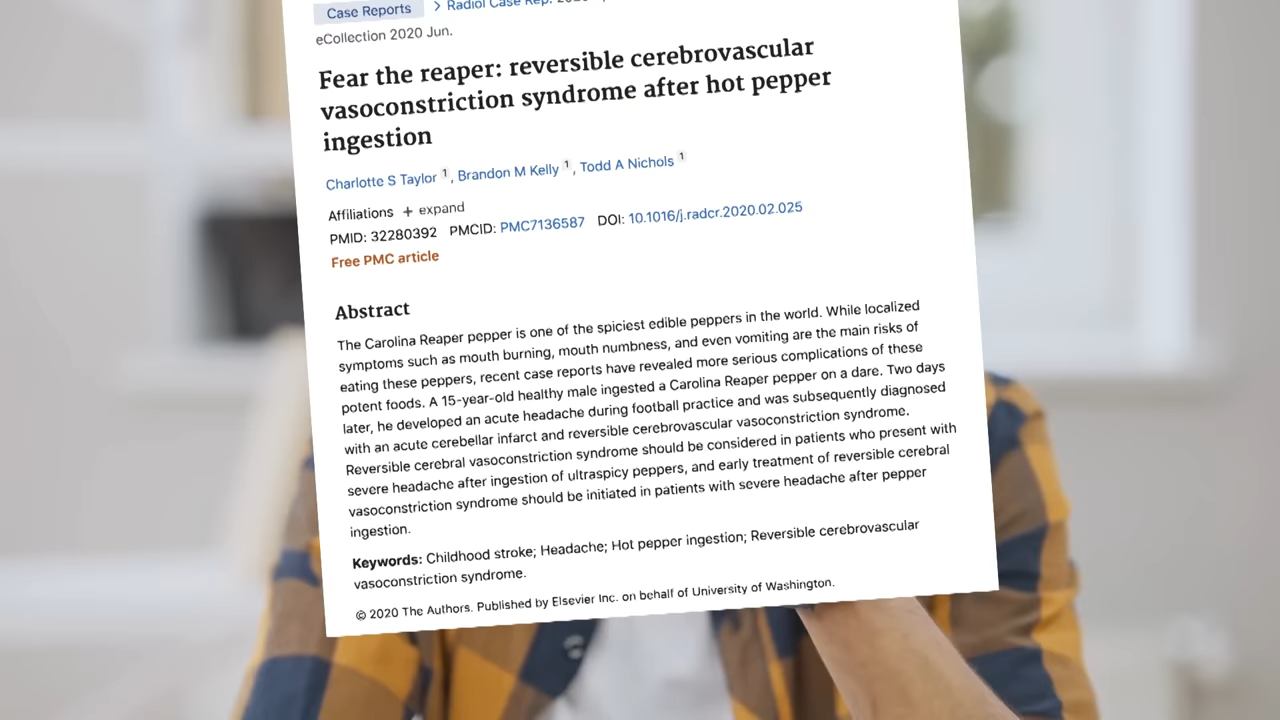 Case Reports > Radiol Case Rep.
eCollection 2020 Jun.
Fear the reaper: reversible cerebrovascular
vasoconstriction syndrome after hot pepper
ingestion
Charlotte S Taylor 1, Brandon M Kelly 1, Todd A Nichols 1
Affiliations + expand
PMID: 32280392 PMCID: PMC7136587 DOI: 10.1016/j.radcr.2020.02.025
Free PMC article
Abstract
The Carolina Reaper pepper is one of the spiciest edible peppers in the world. While localized
symptoms such as mouth burning, mouth numbness, and even vomiting are the main risks of
eating these peppers, recent case reports have revealed more serious complications of these
potent foods. A 15-year-old healthy male ingested a Carolina Reaper pepper on a dare. Two days
later, he developed an acute headache during football practice and was subsequently diagnosed
with an acute cerebellar infarct and reversible cerebrovascular vasoconstriction syndrome.
Reversible cerebral vasoconstriction syndrome should be considered in patients who present with
severe headache after ingestion of ultraspicy peppers, and early treatment of reversible cerebral
vasoconstriction syndrome should be initiated in patients with severe headache after pepper
ingestion.
Keywords: Childhood stroke; Headache; Hot pepper ingestion; Reversible cerebrovascular
vasoconstriction syndrome.
© 2020 The Authors. Published by Elsevier Inc. on behalf of University of Washington.